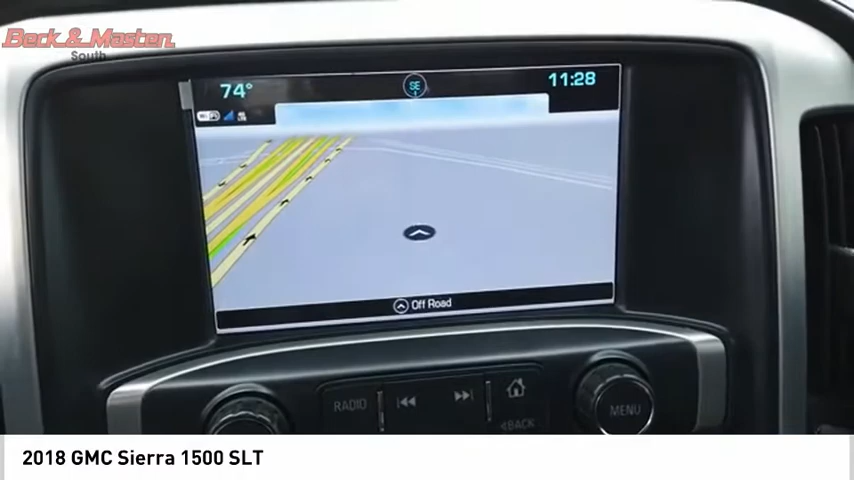 Beck & Masten
South
74°
SE
11:28
Off Road
RADIO
MENU
BACK
2018 GMC Sierra 1500 SLT